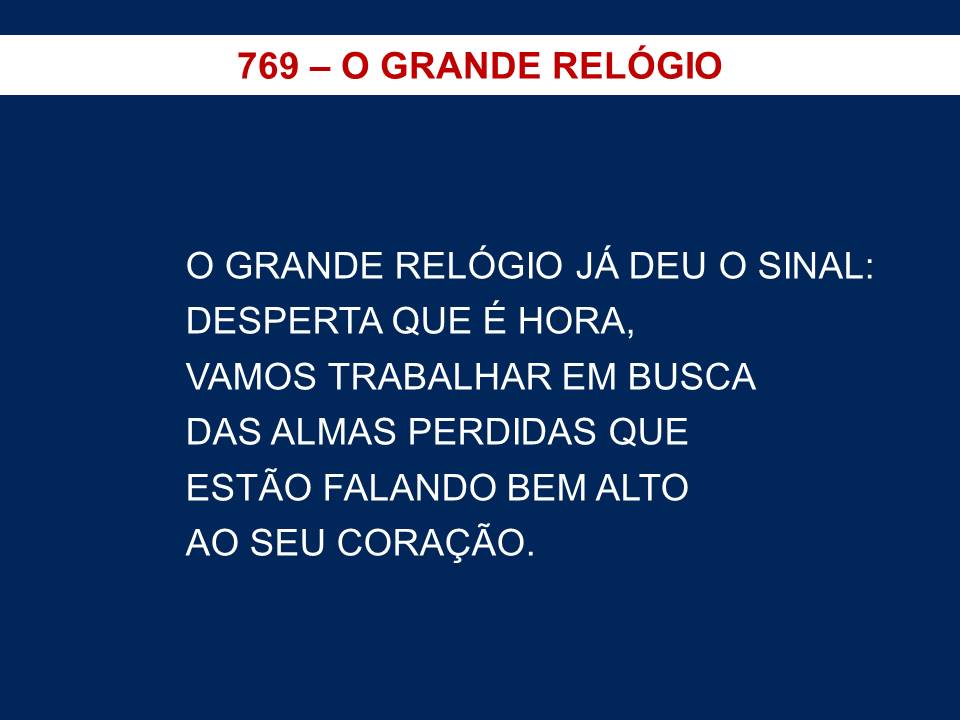 769 – O GRANDE RELÓGIO
O GRANDE RELÓGIO JÁ DEU O SINAL:
DESPERTA QUE É HORA,
VAMOS TRABALHAR EM BUSCA
DAS ALMAS PERDIDAS QUE
ESTÃO FALANDO BEM ALTO
AO SEU CORAÇÃO.